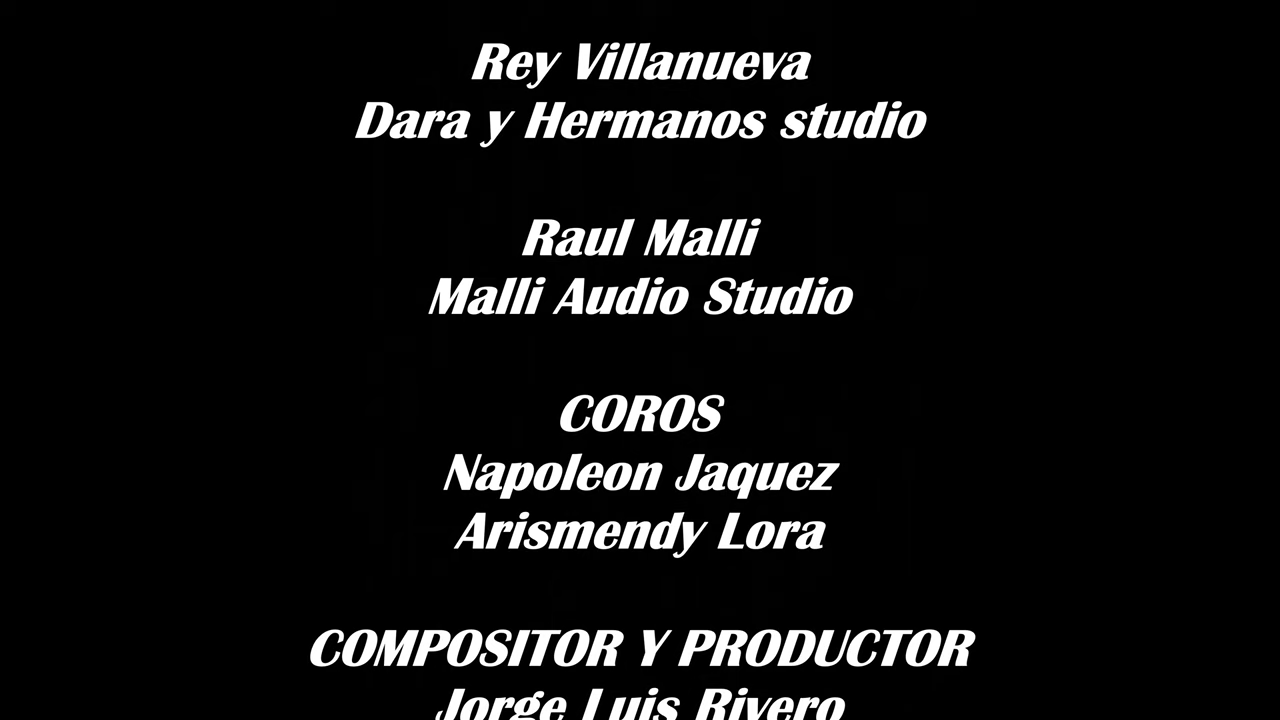 Rey Villanueva
Dara y Hermanos studio
Raul Malli
Malli Audio Studio
COROS
Napoleon Jaquez
Arismendy Lora
COMPOSITOR Y PRODUCTOR
Jorge Luis Rivero